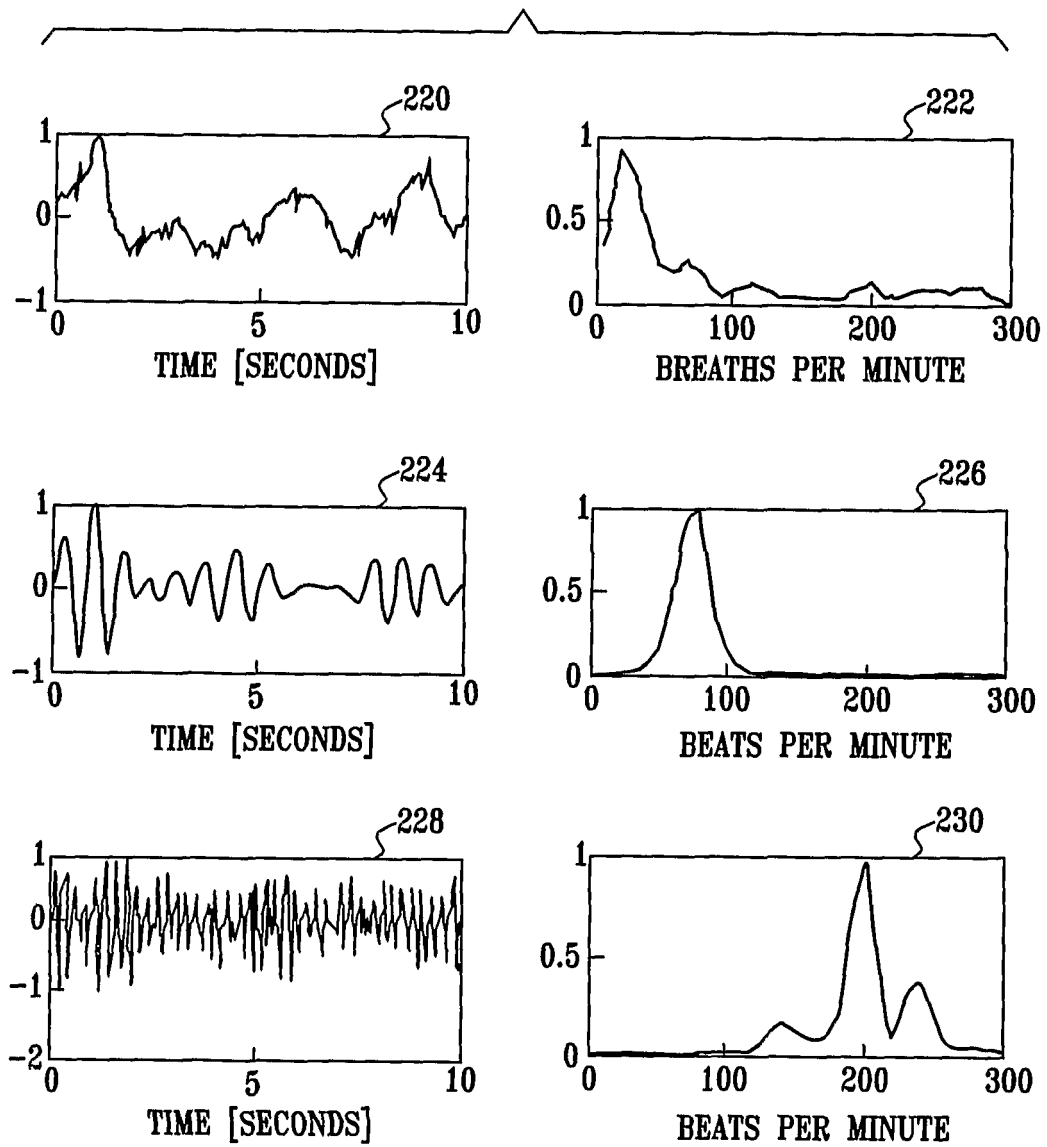 220
1
0
-1
0 5 10
TIME [SECONDS]
222
1
0.5
0
0 100 200 300
BREATHS PER MINUTE
224
1
0
-1
0 5 10
TIME [SECONDS]
226
1
0.5
0
0 100 200 300
BEATS PER MINUTE
228
1
0
-1
-2
0 5 10
TIME [SECONDS]
230
1
0.5
0
0 100 200 300
BEATS PER MINUTE